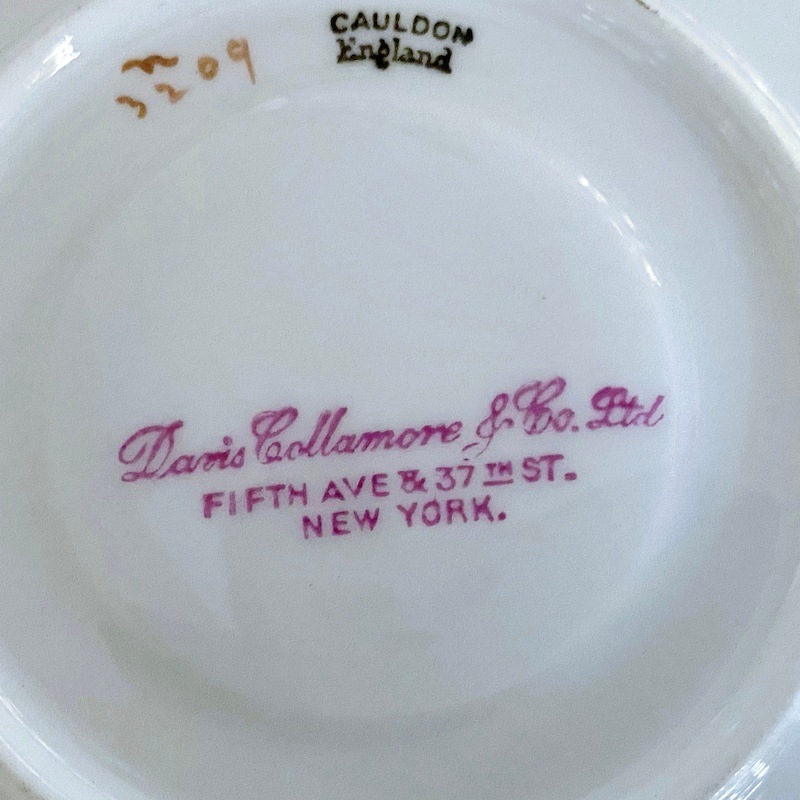 CAULDON
England
m
3209
Davis Collamore & Co. Ltd
FIFTH AVE & 37TH ST.
NEW YORK.